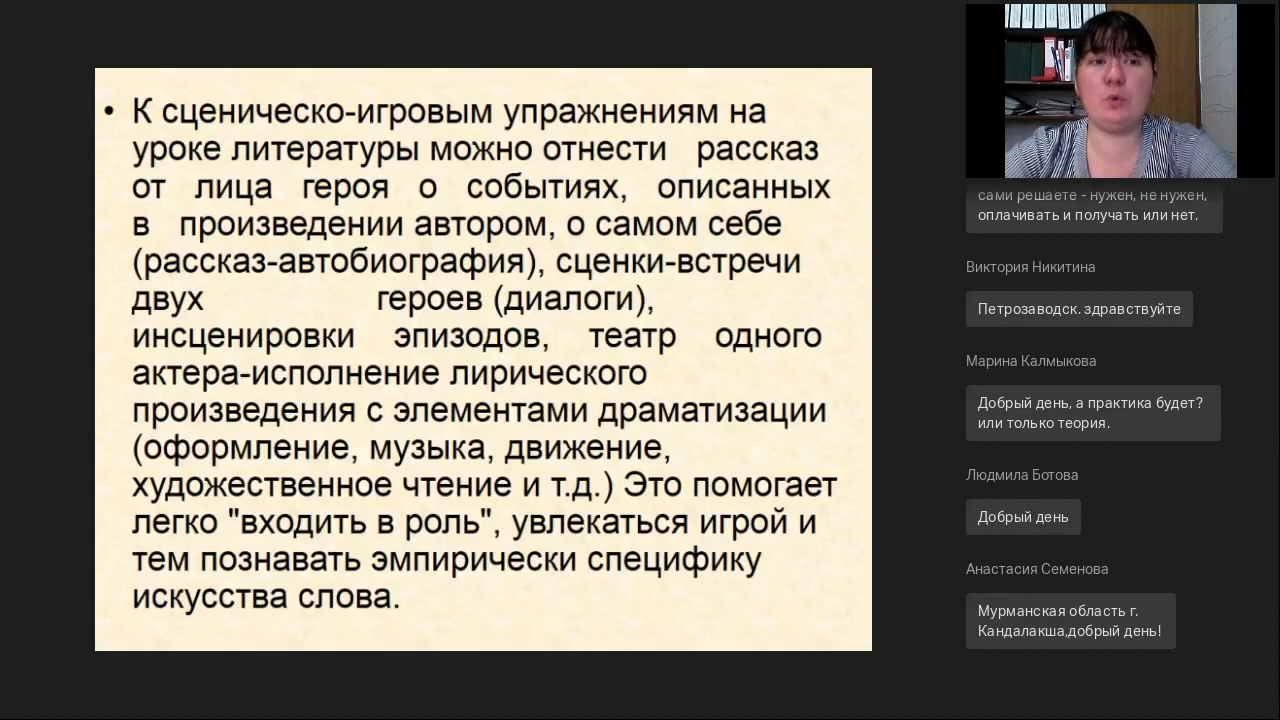 • К сценическо-игровым упражнениям на
уроке литературы можно отнести рассказ
от лица героя о событиях, описанных
в произведении автором, о самом себе
(рассказ-автобиография), сценки-встречи
двух героев (диалоги),
инсценировки эпизодов, театр одного
актера-исполнение лирического
произведения с элементами драматизации
(оформление, музыка, движение,
художественное чтение и т.д.) Это помогает
легко "входить в роль", увлекаться игрой и
тем познавать эмпирически специфику
искусства слова.
сами решаете - нужен, не нужен,
оплачивать и получать или нет.
Виктория Никитина
Петрозаводск. здравствуйте
Марина Калмыкова
Добрый день, а практика будет?
или только теория.
Людмила Ботова
Добрый день
Анастасия Семенова
Мурманская область г.
Кандалакша,добрый день!